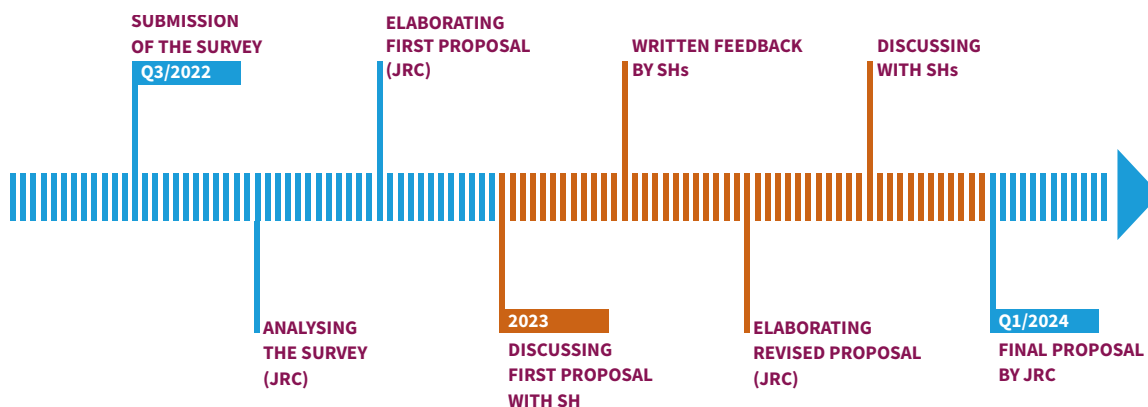 SUBMISSION
OF THE SURVEY
Q3/2022
ANALYSING
THE SURVEY
(JRC)
ELABORATING
FIRST PROPOSAL
(JRC)
2023
DISCUSSING
FIRST PROPOSAL
WITH SH
WRITTEN FEEDBACK
BY SHs
ELABORATING
REVISED PROPOSAL
(JRC)
DISCUSSING
WITH SHs
Q1/2024
FINAL PROPOSAL
BY JRC